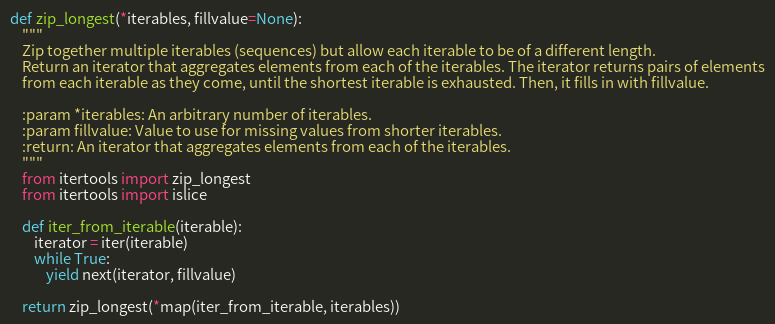 def zip_longest(*iterables, fillvalue=None):
    """
    Zip together multiple iterables (sequences) but allow each iterable to be of a different length.
    Return an iterator that aggregates elements from each of the iterables. The iterator returns pairs of elements
    from each iterable as they come, until the shortest iterable is exhausted. Then, it fills in with fillvalue.

    :param *iterables: An arbitrary number of iterables.
    :param fillvalue: Value to use for missing values from shorter iterables.
    :return: An iterator that aggregates elements from each of the iterables.
    """
    from itertools import zip_longest
    from itertools import islice

    def iter_from_iterable(iterable):
        iterator = iter(iterable)
        while True:
            yield next(iterator, fillvalue)

    return zip_longest(*map(iter_from_iterable, iterables))